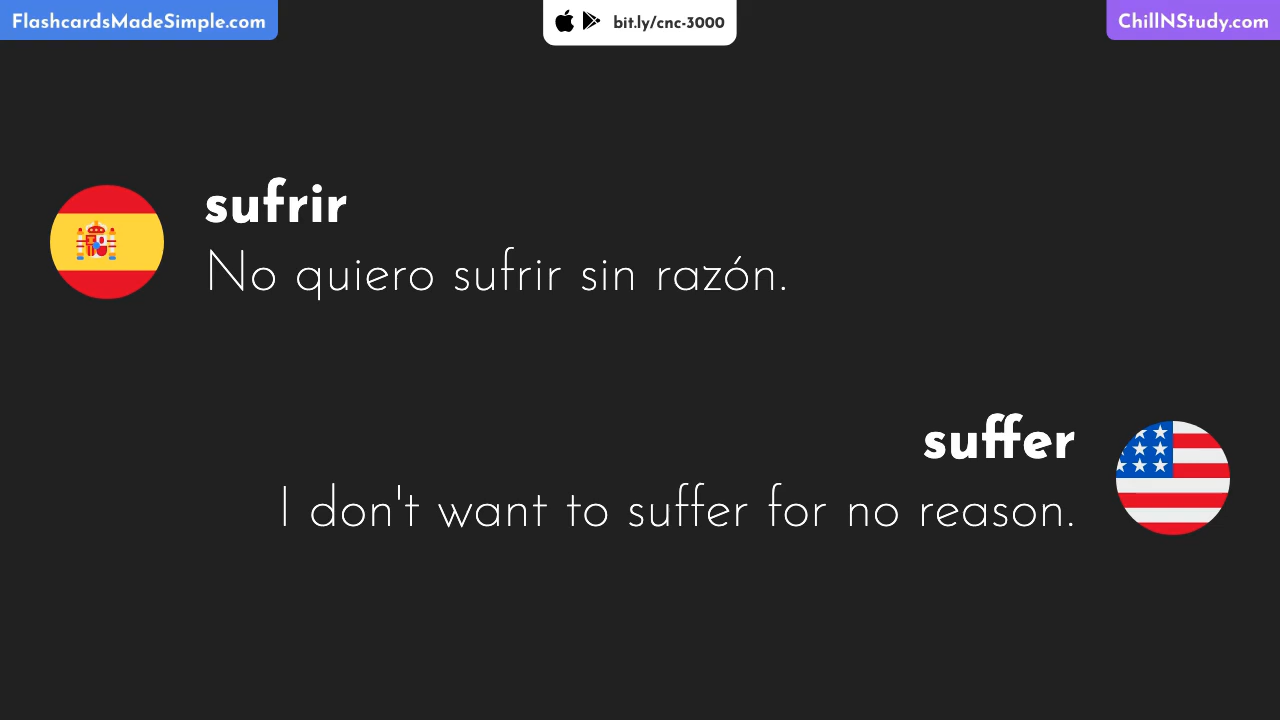 FlashcardsMadeSimple.com
bit.ly/cnc-3000
ChillNStudy.com
sufrir
No quiero sufrir sin razón.
suffer
I don't want to suffer for no reason.